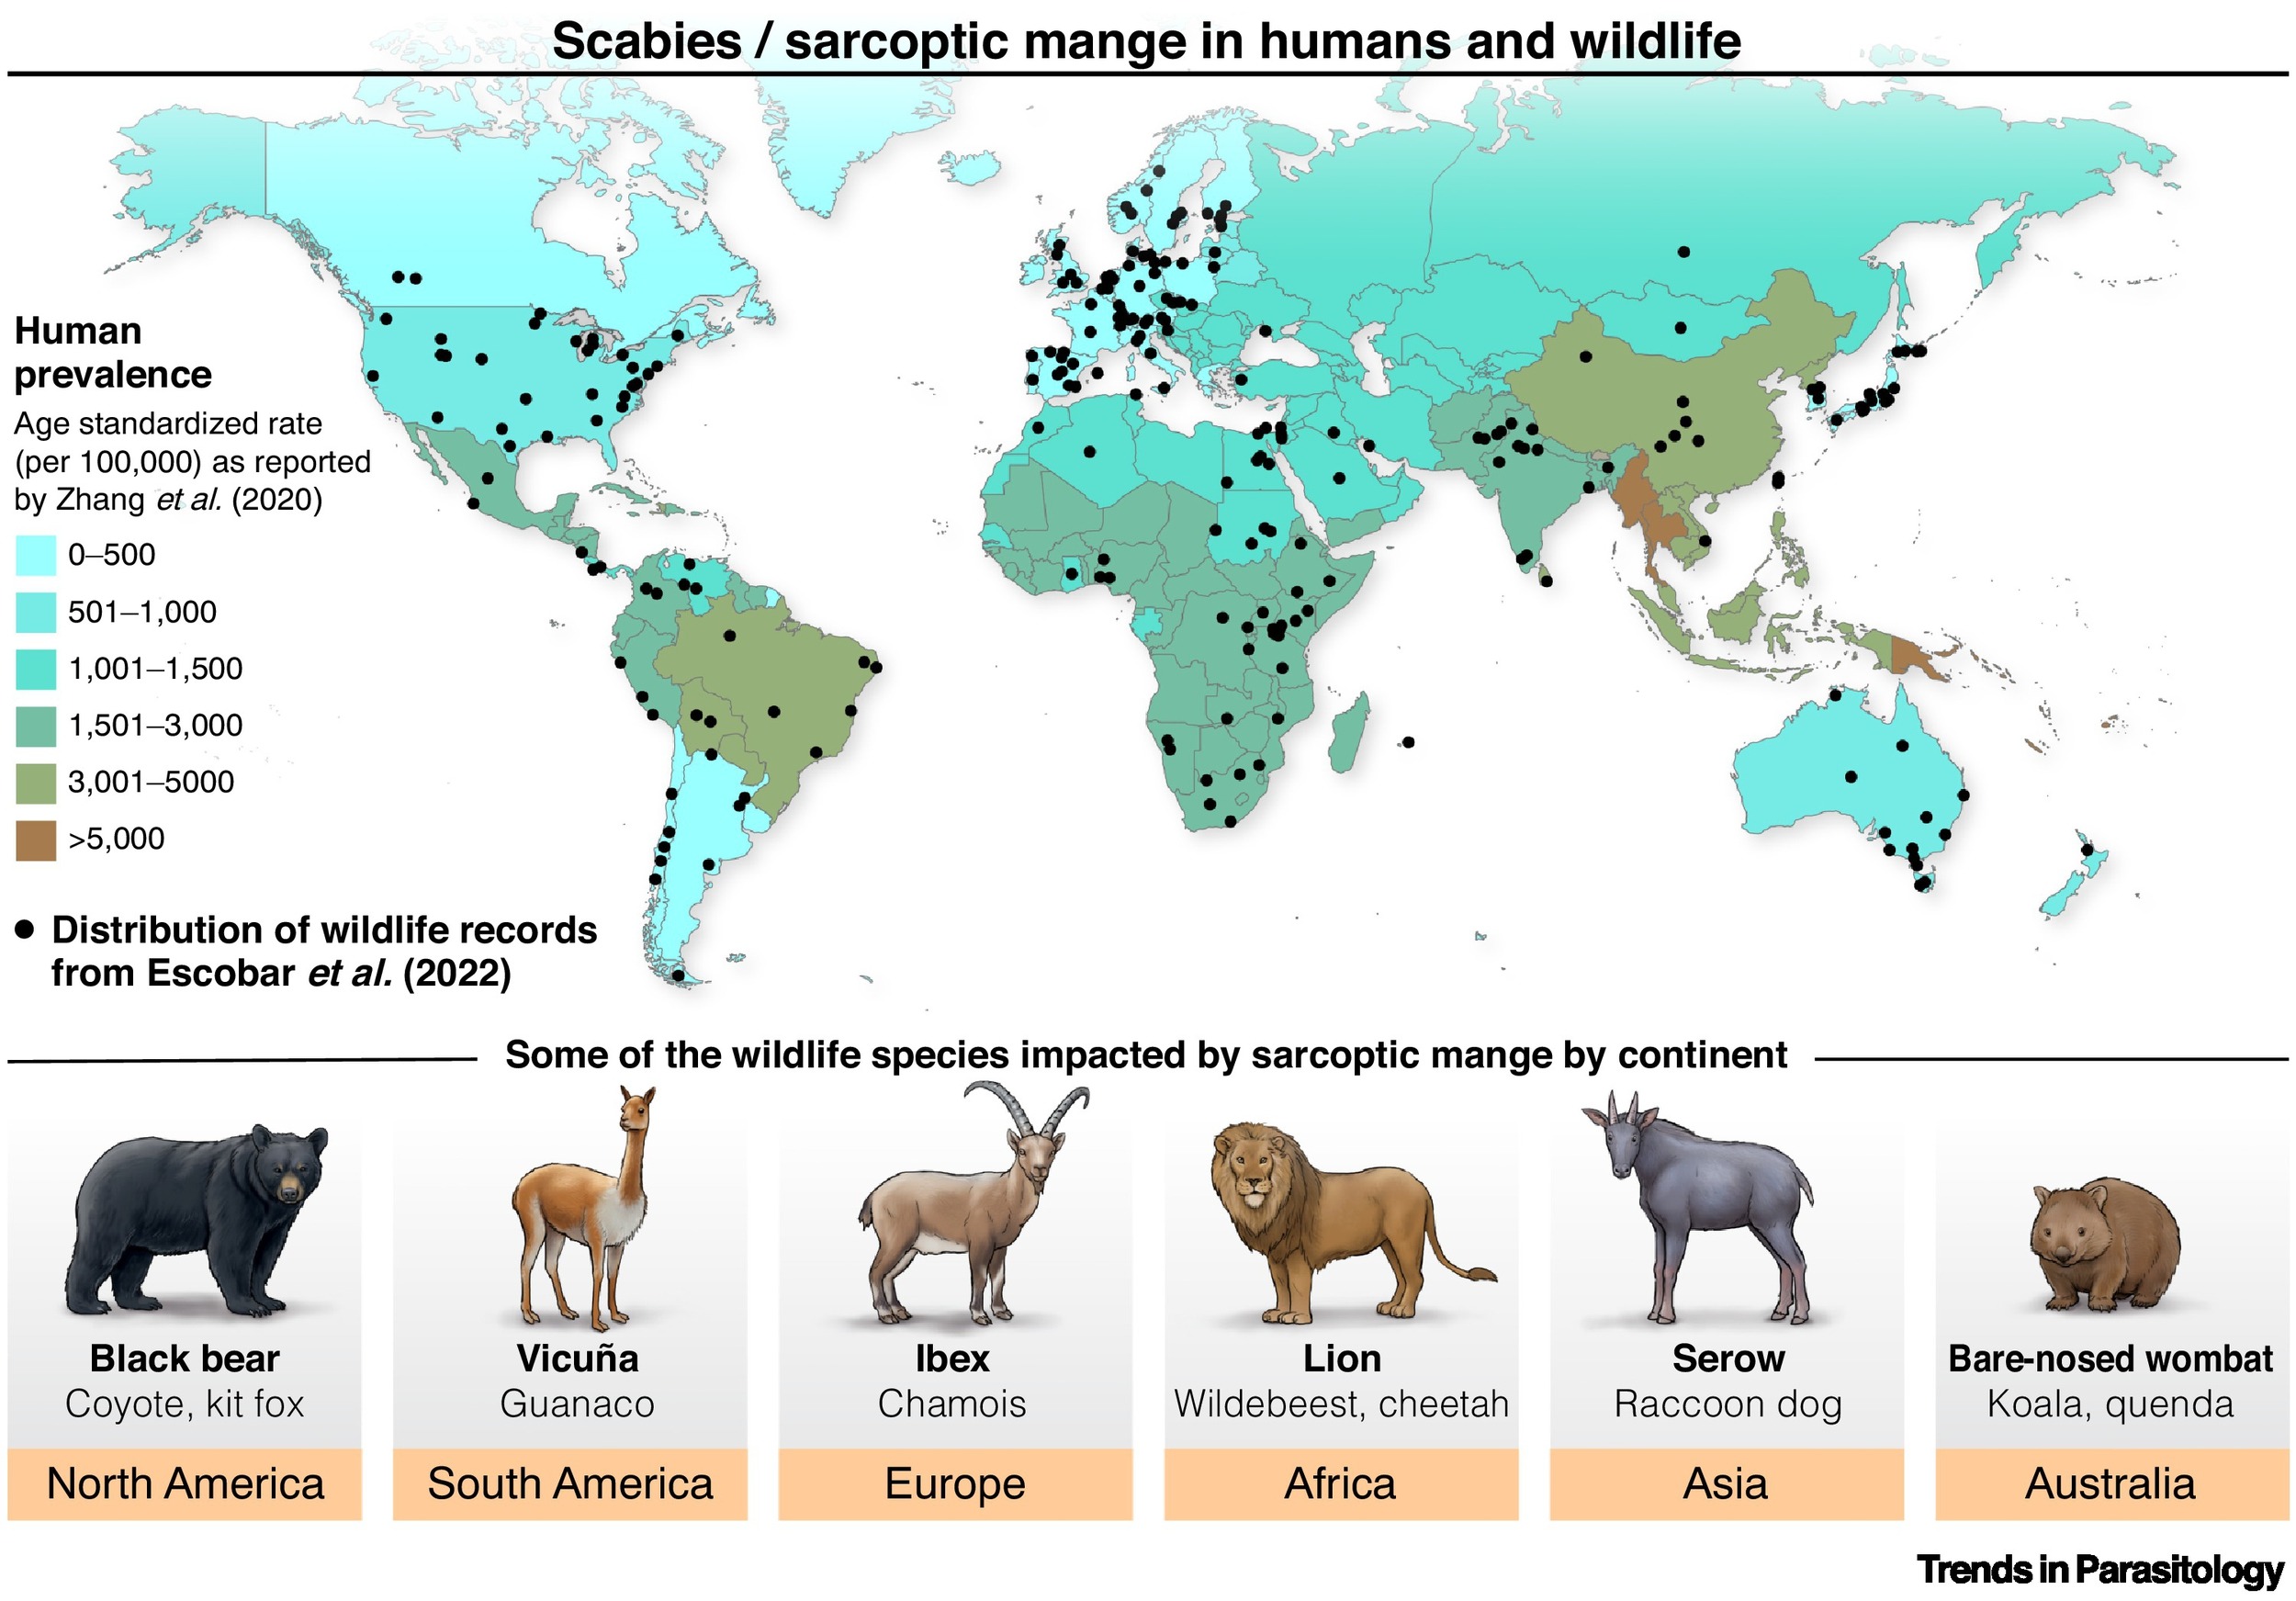 Scabies / sarcoptic mange in humans and wildlife
Human
prevalence
Age standardized rate
(per 100,000) as reported
by Zhang et al. (2020)
0–500
501–1,000
1,001–1,500
1,501–3,000
3,001–5000
>5,000
Distribution of wildlife records
from Escobar et al. (2022)
Some of the wildlife species impacted by sarcoptic mange by continent
Black bear
Coyote, kit fox
North America
Vicuña
Guanaco
South America
Ibex
Chamois
Europe
Lion
Wildebeest, cheetah
Africa
Serow
Raccoon dog
Asia
Bare-nosed wombat
Koala, quenda
Australia
Trends in Parasitology